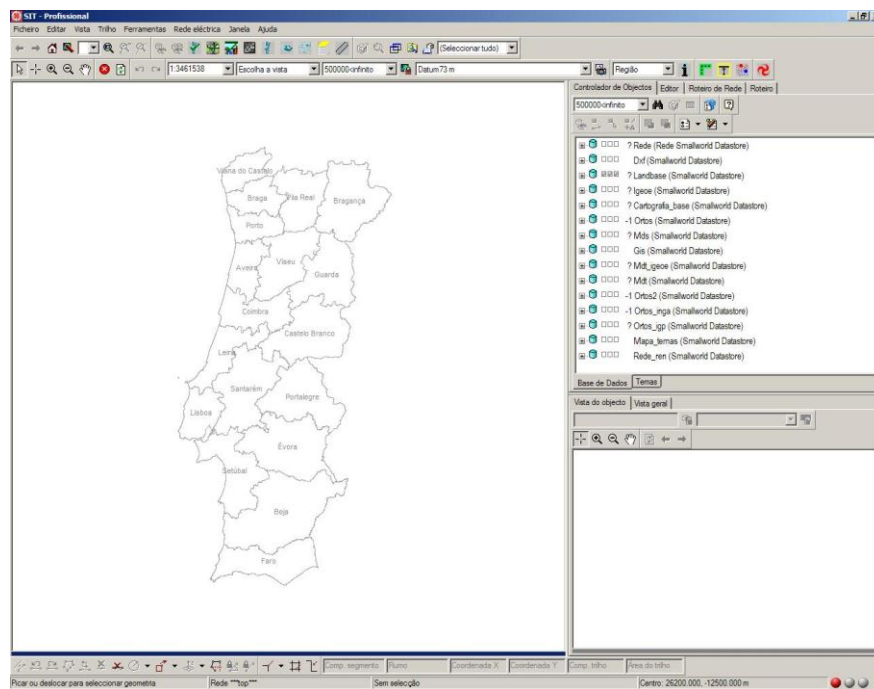 SIT - Profissional
Ficheiro Editar Vista Trilho Ferramentas Rede eléctrica Janela Ajuda
(Seleccionar tudo)
1:3461538 Escolha a vista 500000<infinito Datum73 m Região
Controlador de Objectos Editor Roteiro de Rede Roteiro
500000<infinito
? Rede (Rede Smallworld Datastore)
Dxf (Smallworld Datastore)
? Landbase (Smallworld Datastore)
? Igeoe (Smallworld Datastore)
? Cartografia_base (Smallworld Datastore)
-1 Ortos (Smallworld Datastore)
? Mds (Smallworld Datastore)
Gis (Smallworld Datastore)
? Mdt_igeoe (Smallworld Datastore)
? Mdt (Smallworld Datastore)
-1 Ortos2 (Smallworld Datastore)
-1 Ortos_inga (Smallworld Datastore)
? Ortos_igp (Smallworld Datastore)
Mapa_temas (Smallworld Datastore)
Rede_ren (Smallworld Datastore)
Base de Dados Temas
Vista do objecto Vista geral
Viana do Castelo
Braga
Vila Real
Bragança
Porto
Aveiro
Viseu
Guarda
Coimbra
Castelo Branco
Leiria
Santarém
Portalegre
Lisboa
Évora
Setúbal
Beja
Faro
Comp. segmento Rumo Coordenada X Coordenada Y Comp. trilho Área do trilho
Picar ou deslocar para seleccionar geometria Rede ""top"" Sem selecção Centro: 26200.000, -12500.000 m